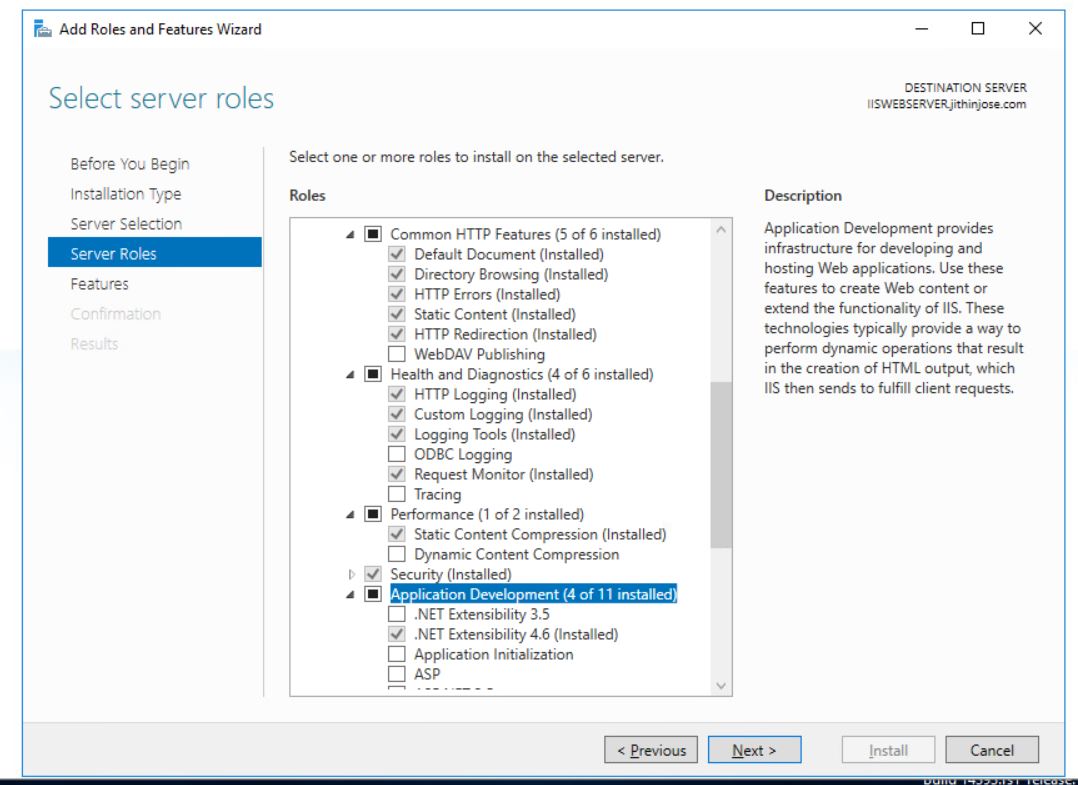 Add Roles and Features Wizard
Select server roles
DESTINATION SERVER
IISWEBSERVER.jithinjose.com
Before You Begin
Installation Type
Server Selection
Server Roles
Features
Confirmation
Results
Select one or more roles to install on the selected server.
Roles
Common HTTP Features (5 of 6 installed)
Default Document (Installed)
Directory Browsing (Installed)
HTTP Errors (Installed)
Static Content (Installed)
HTTP Redirection (Installed)
WebDAV Publishing
Health and Diagnostics (4 of 6 installed)
HTTP Logging (Installed)
Custom Logging (Installed)
Logging Tools (Installed)
ODBC Logging
Request Monitor (Installed)
Tracing
Performance (1 of 2 installed)
Static Content Compression (Installed)
Dynamic Content Compression
Security (Installed)
Application Development (4 of 11 installed)
.NET Extensibility 3.5
.NET Extensibility 4.6 (Installed)
Application Initialization
ASP
Description
Application Development provides
infrastructure for developing and
hosting Web applications. Use these
features to create Web content or
extend the functionality of IIS. These
technologies typically provide a way to
perform dynamic operations that result
in the creation of HTML output, which
IIS then sends to fulfill client requests.
< Previous
Next >
Install
Cancel